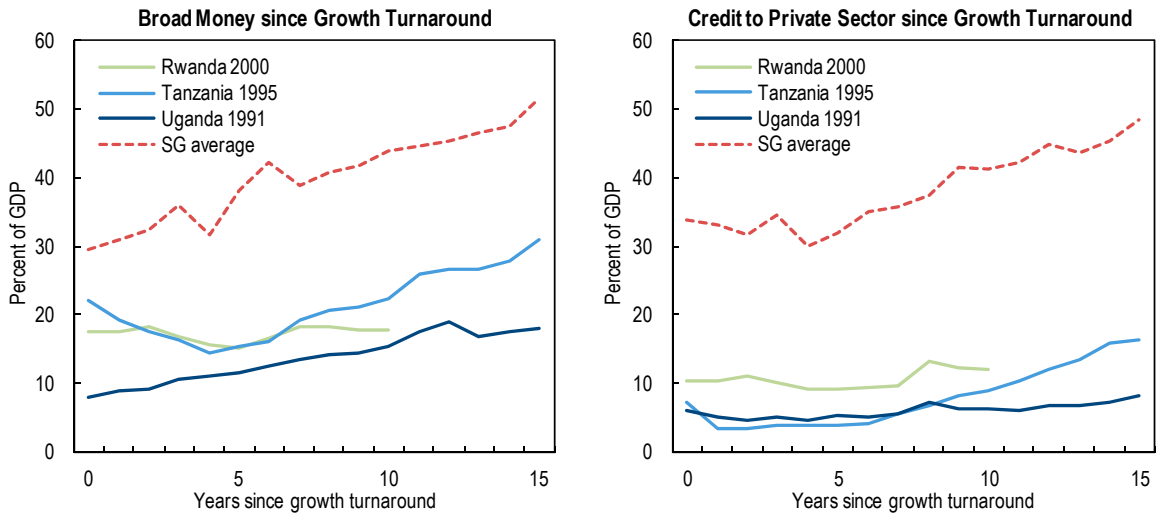 Broad Money since Growth Turnaround
60
50
40
30
20
10
0
Percent of GDP
Rwanda 2000
Tanzania 1995
Uganda 1991
SG average
0 5 10 15
Years since growth turnaround
Credit to Private Sector since Growth Turnaround
60
50
40
30
20
10
0
Percent of GDP
Rwanda 2000
Tanzania 1995
Uganda 1991
SG average
0 5 10 15
Years since growth turnaround